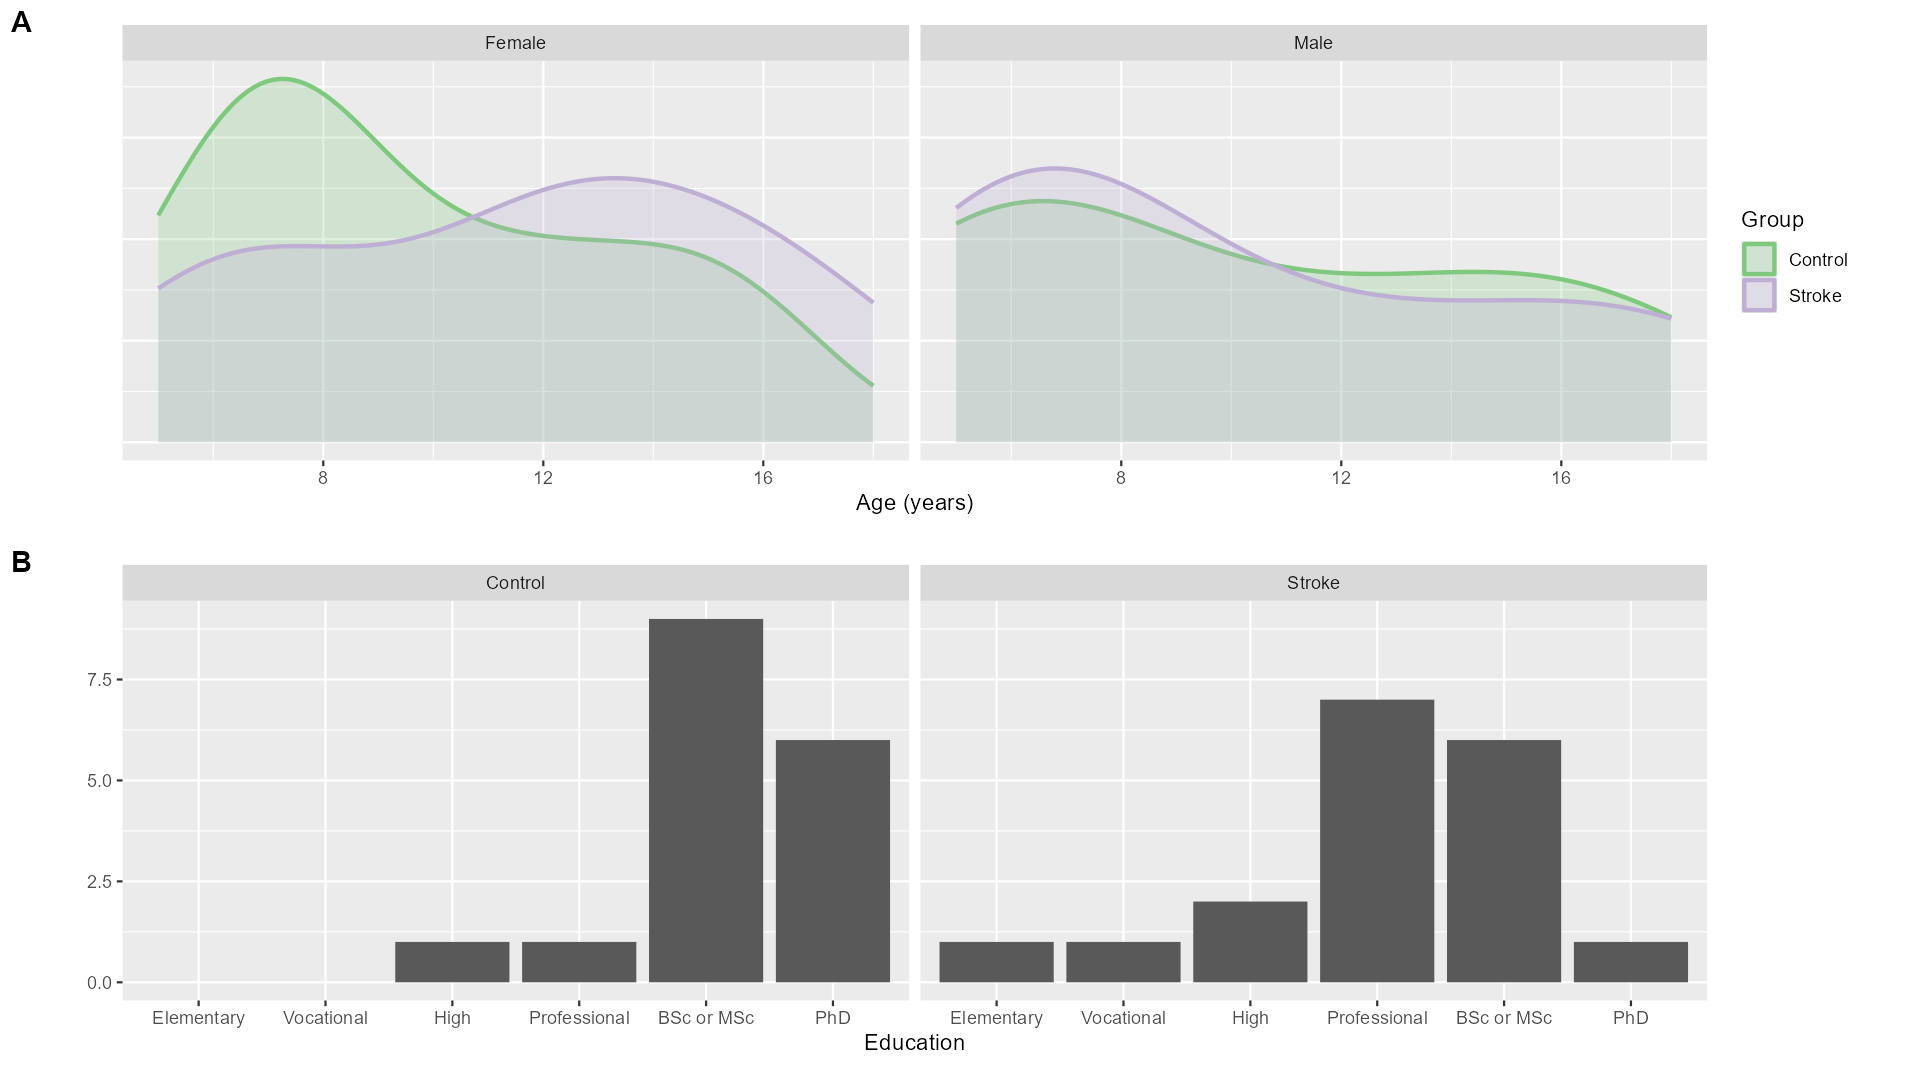 A
Female Male
8 12 16 8 12 16
Age (years)
Group
Control
Stroke
B
Control Stroke
7.5
5.0
2.5
0.0
Elementary Vocational High Professional BSc or MSc PhD Elementary Vocational High Professional BSc or MSc PhD
Education